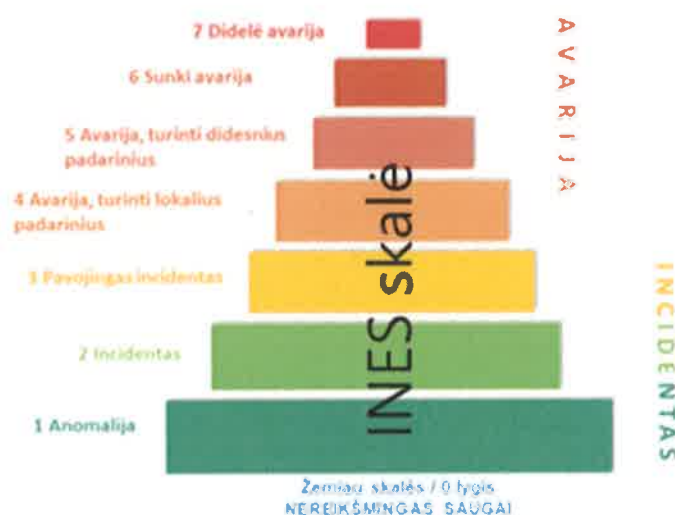 7 Didelė avarija
6 Sunki avarija
5 Avarija, turinti didesnius
padarinius
4 Avarija, turinti lokalius
padarinius
3 Pavojingas incidentas
2 Incidentas
1 Anomalija
INES skalė
AVARIJA
INCIDENTAS
Žemiau skalės / 0 lygis
NEREIKŠMINGAS SAUGAI